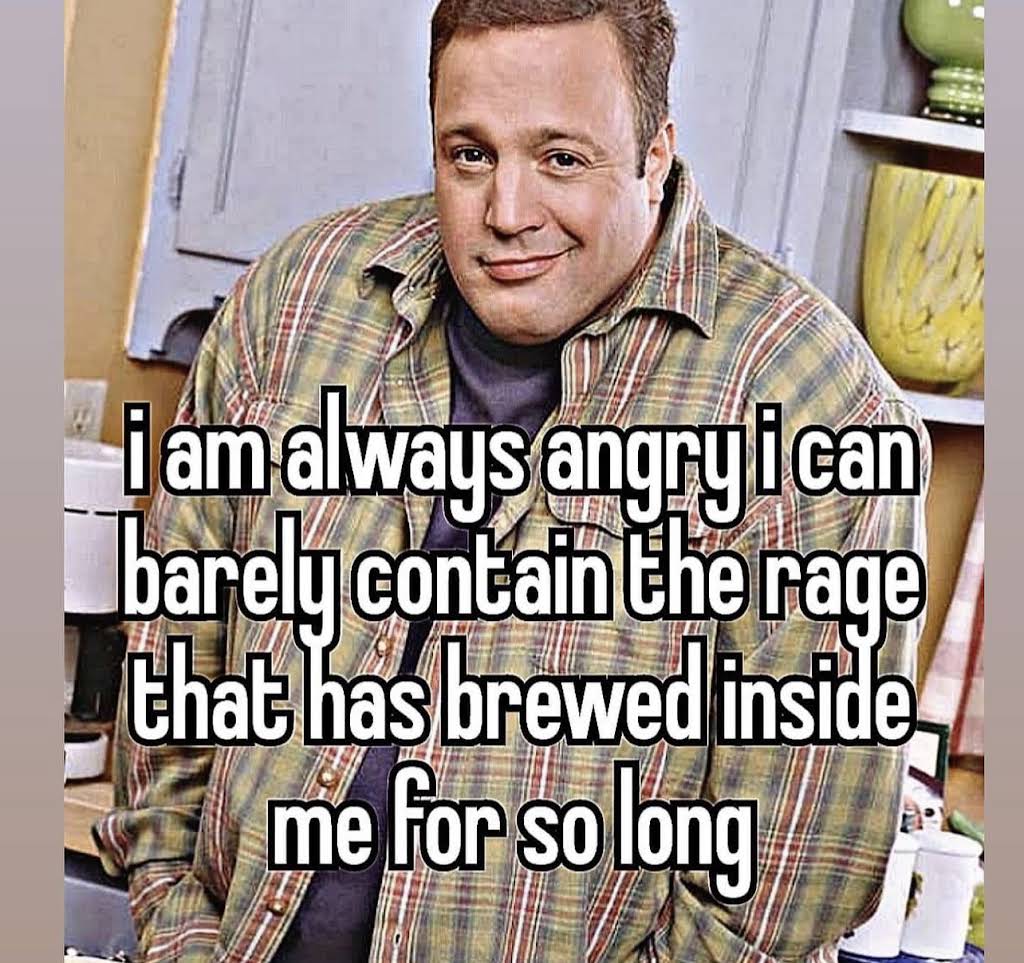 i am always angry i can
barely contain the rage
that has brewed inside
me for so long